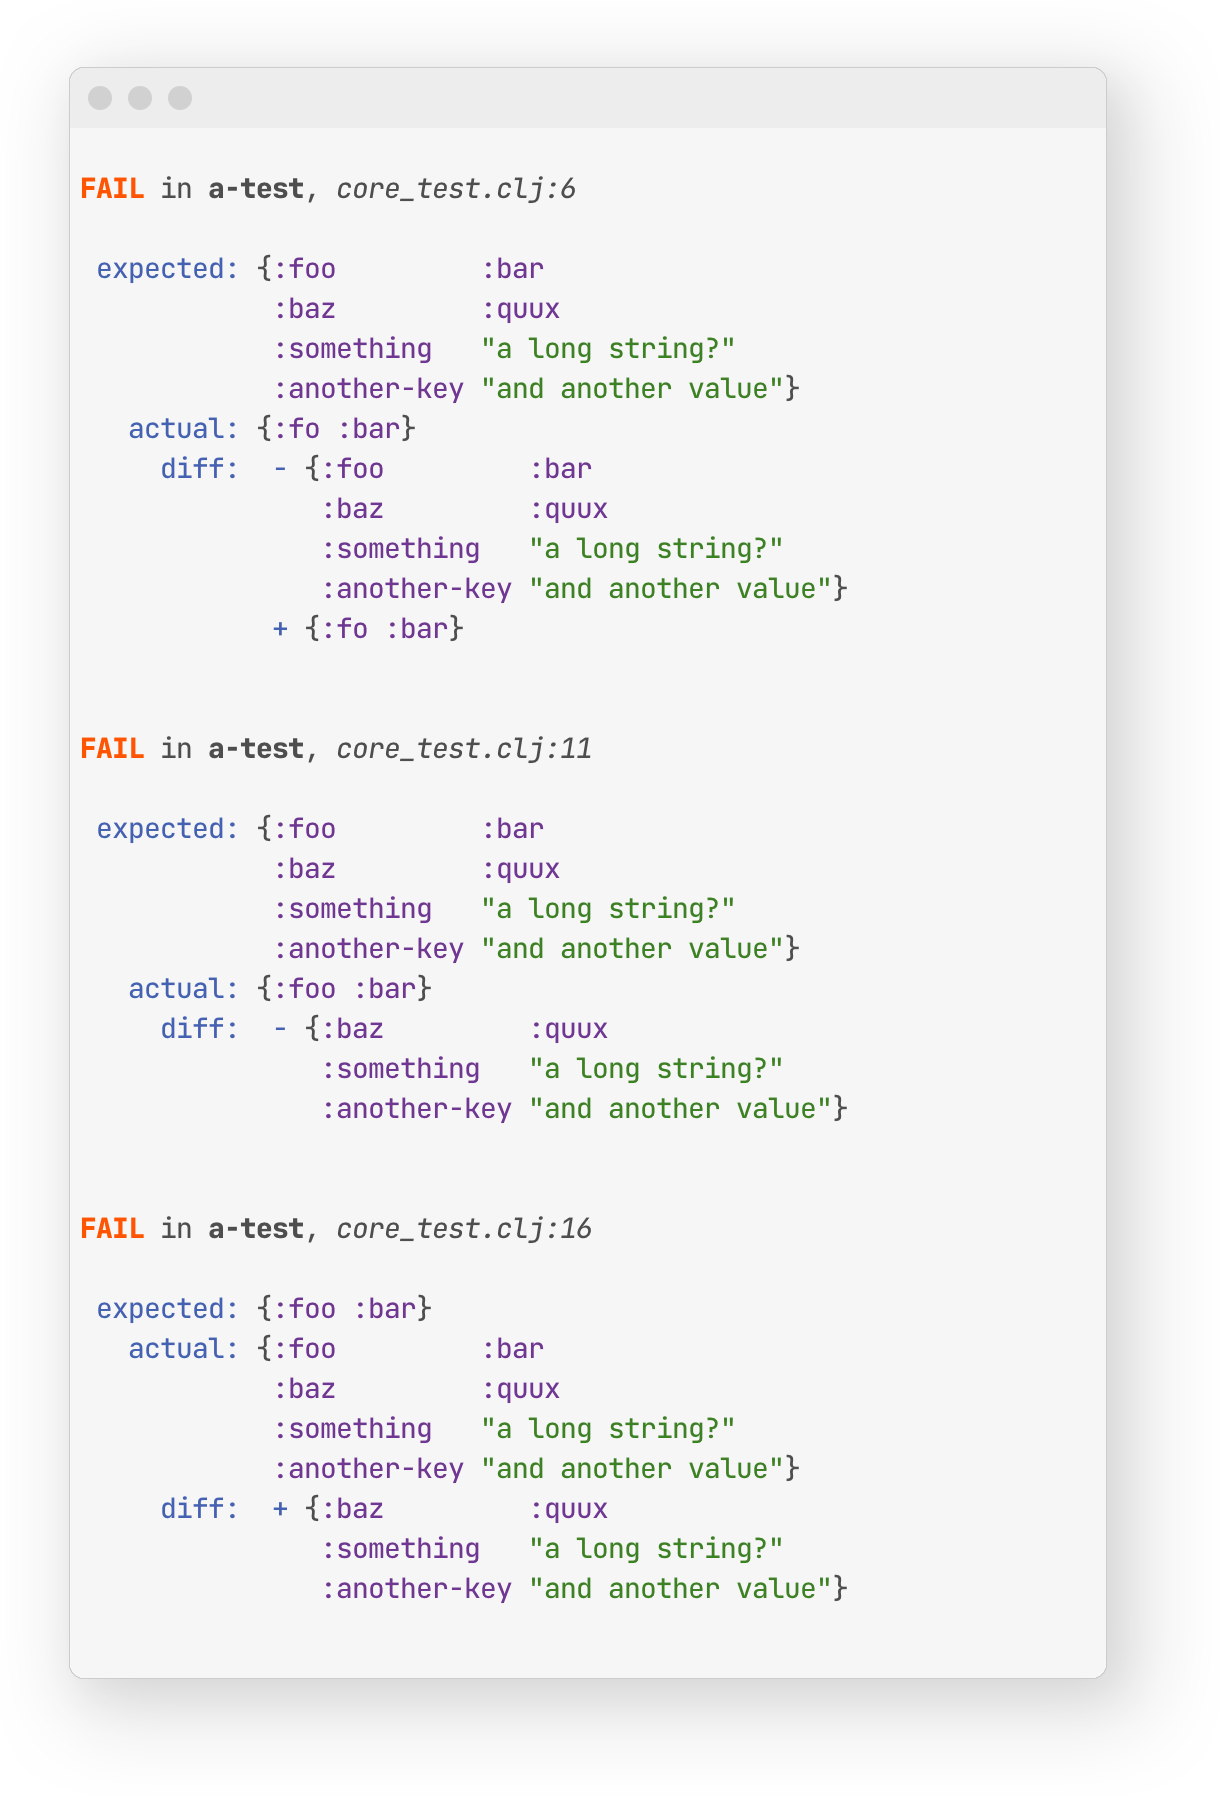 FAIL in a-test, core_test.clj:6
expected: {:foo         :bar
           :baz         :quux
           :something   "a long string?"
           :another-key "and another value"}
  actual: {:fo :bar}
    diff:  - {:foo         :bar
              :baz         :quux
              :something   "a long string?"
              :another-key "and another value"}
           + {:fo :bar}
FAIL in a-test, core_test.clj:11
expected: {:foo         :bar
           :baz         :quux
           :something   "a long string?"
           :another-key "and another value"}
  actual: {:foo :bar}
    diff:  - {:baz         :quux
              :something   "a long string?"
              :another-key "and another value"}
FAIL in a-test, core_test.clj:16
expected: {:foo :bar}
  actual: {:foo         :bar
           :baz         :quux
           :something   "a long string?"
           :another-key "and another value"}
    diff:  + {:baz         :quux
              :something   "a long string?"
              :another-key "and another value"}